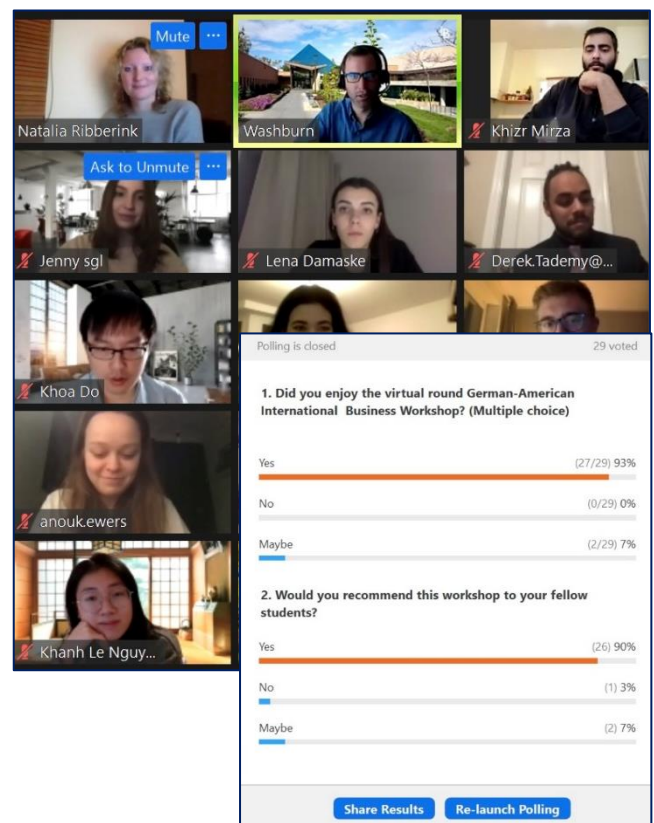 Mute ...
Natalia Ribberink
Washburn
Khizr Mirza
Ask to Unmute ...
Jenny sgl
Lena Damaske
Derek.Tademy@...
Khoa Do
anouk.ewers
Khanh Le Nguy...
Polling is closed 29 voted
1. Did you enjoy the virtual round German-American
International Business Workshop? (Multiple choice)
Yes (27/29) 93%
No (0/29) 0%
Maybe (2/29) 7%
2. Would you recommend this workshop to your fellow
students?
Yes (26) 90%
No (1) 3%
Maybe (2) 7%
Share Results Re-launch Polling